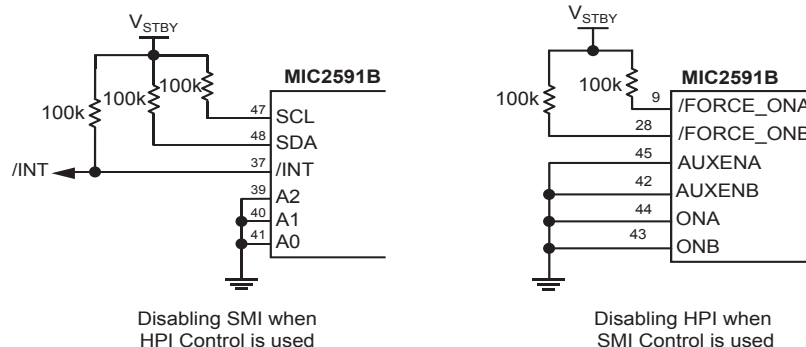 V_STBY
MIC2591B
100k
100k
100k
47 SCL
48 SDA
/INT
37 /INT
39 A2
40 A1
41 A0
Disabling SMI when
HPI Control is used
V_STBY
MIC2591B
100k
100k
9 /FORCE_ONA
28 /FORCE_ONB
45 AUXENA
42 AUXENB
44 ONA
43 ONB
Disabling HPI when
SMI Control is used